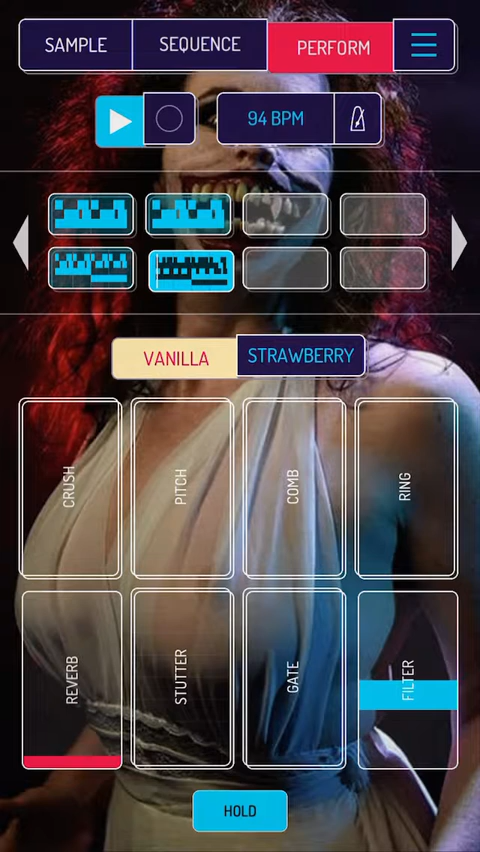 SAMPLE SEQUENCE PERFORM
94 BPM
VANILLA STRAWBERRY
CRUSH PITCH COMB RING
REVERB STUTTER GATE FILTER
HOLD